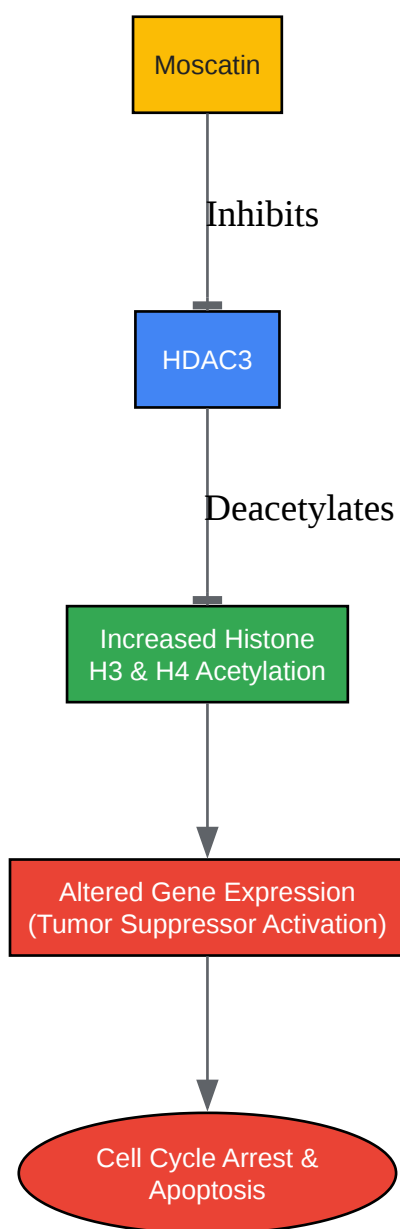 Moscatin
Inhibits
HDAC3
Deacetylates
Increased Histone
H3 & H4 Acetylation
Altered Gene Expression
(Tumor Suppressor Activation)
Cell Cycle Arrest &
Apoptosis